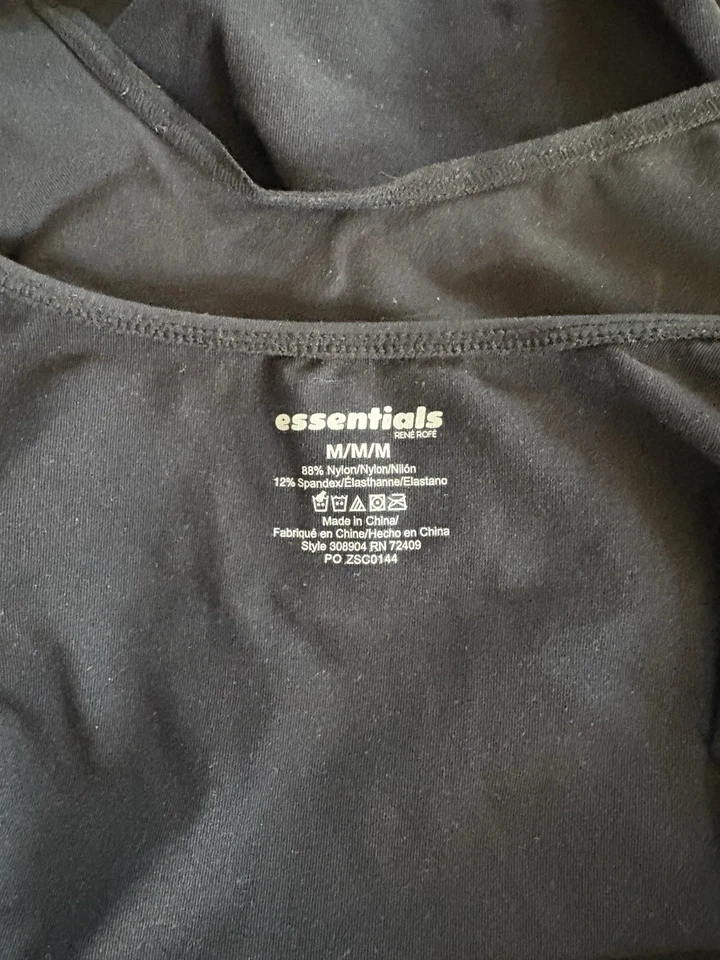 essentials
RENÉ ROFÉ
M/M/M
88% Nylon/Nylon/Nilón
12% Spandex/Élasthanne/Elastano
Made in China/
Fabriqué en Chine/Hecho en China
Style 308904 RN 72409
PO ZSC0144